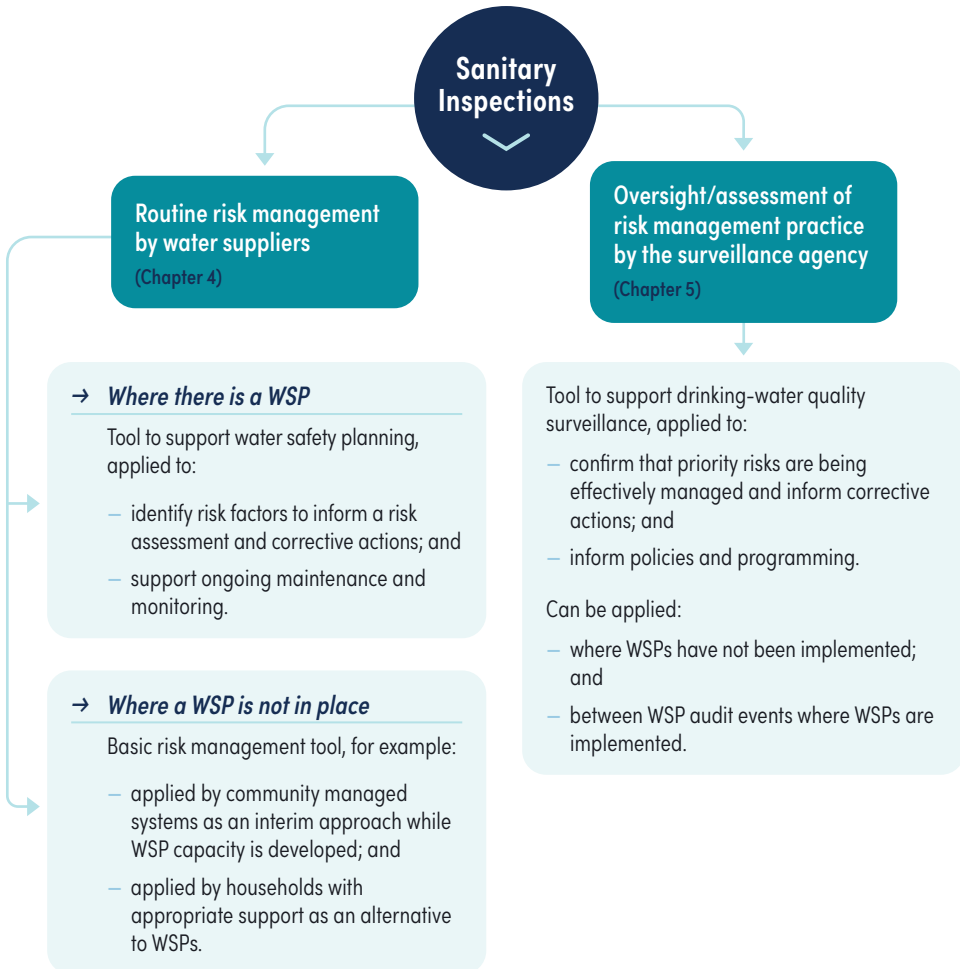 Sanitary
Inspections
Routine risk management
by water suppliers
(Chapter 4)
Oversight/assessment of
risk management practice
by the surveillance agency
(Chapter 5)
→ Where there is a WSP
Tool to support water safety planning,
applied to:
– identify risk factors to inform a risk
assessment and corrective actions; and
– support ongoing maintenance and
monitoring.
→ Where a WSP is not in place
Basic risk management tool, for example:
– applied by community managed
systems as an interim approach while
WSP capacity is developed; and
– applied by households with
appropriate support as an alternative
to WSPs.
Tool to support drinking-water quality
surveillance, applied to:
– confirm that priority risks are being
effectively managed and inform corrective
actions; and
– inform policies and programming.
Can be applied:
– where WSPs have not been implemented;
and
– between WSP audit events where WSPs are
implemented.